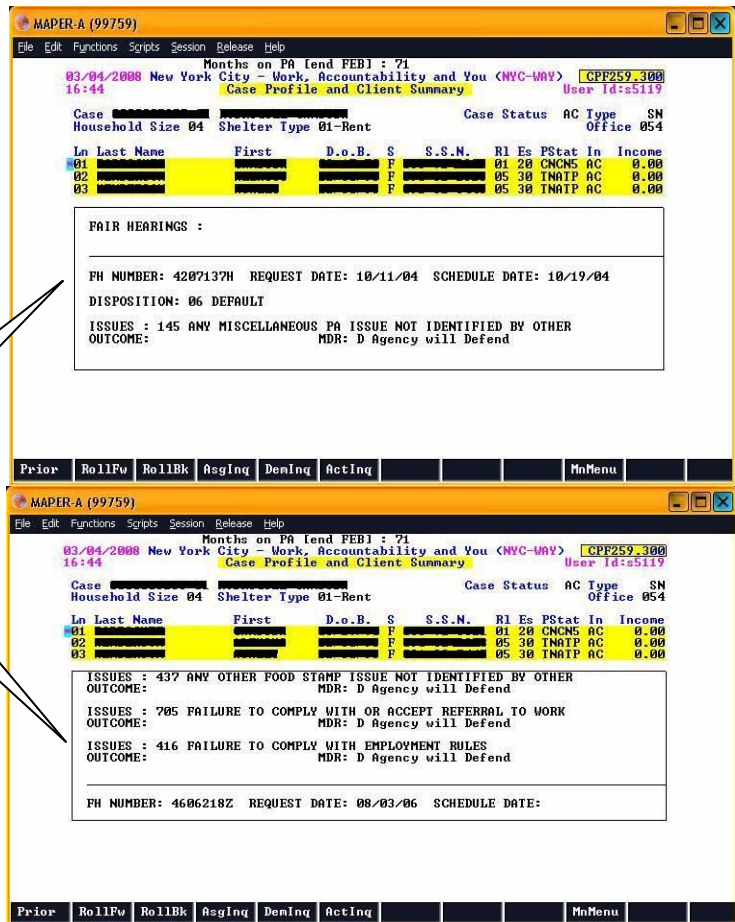 MAPER-A (99759)
File Edit Functions Scripts Session Release Help
Months on PA [end FEB] : 71
03/04/2008 New York City - Work, Accountability and You (NYC-WAY) CPF259.300
16:44 Case Profile and Client Summary User Id:s5119
Case Case Status AC Type SN
Household Size 04 Shelter Type 01-Rent Office 054
Ln Last Name First D.o.B. S S.S.N. Rl Es PStat In Income
01 F 01 20 CNCN5 AC 0.00
02 F 05 30 TNATP AC 0.00
03 F 05 30 TNATP AC 0.00
FAIR HEARINGS :
FH NUMBER: 4207137H REQUEST DATE: 10/11/04 SCHEDULE DATE: 10/19/04
DISPOSITION: 06 DEFAULT
ISSUES : 145 ANY MISCELLANEOUS PA ISSUE NOT IDENTIFIED BY OTHER
OUTCOME: MDR: D Agency will Defend
Prior RollFw RollBk AsgInq DemInq ActInq MnMenu
MAPER-A (99759)
File Edit Functions Scripts Session Release Help
Months on PA [end FEB] : 71
03/04/2008 New York City - Work, Accountability and You (NYC-WAY) CPF259.300
16:44 Case Profile and Client Summary User Id:s5119
Case Case Status AC Type SN
Household Size 04 Shelter Type 01-Rent Office 054
Ln Last Name First D.o.B. S S.S.N. Rl Es PStat In Income
01 F 01 20 CNCN5 AC 0.00
02 F 05 30 TNATP AC 0.00
03 F 05 30 TNATP AC 0.00
ISSUES : 437 ANY OTHER FOOD STAMP ISSUE NOT IDENTIFIED BY OTHER
OUTCOME: MDR: D Agency will Defend
ISSUES : 705 FAILURE TO COMPLY WITH OR ACCEPT REFERRAL TO WORK
OUTCOME: MDR: D Agency will Defend
ISSUES : 416 FAILURE TO COMPLY WITH EMPLOYMENT RULES
OUTCOME: MDR: D Agency will Defend
FH NUMBER: 4606218Z REQUEST DATE: 08/03/06 SCHEDULE DATE:
Prior RollFw RollBk AsgInq DemInq ActInq MnMenu